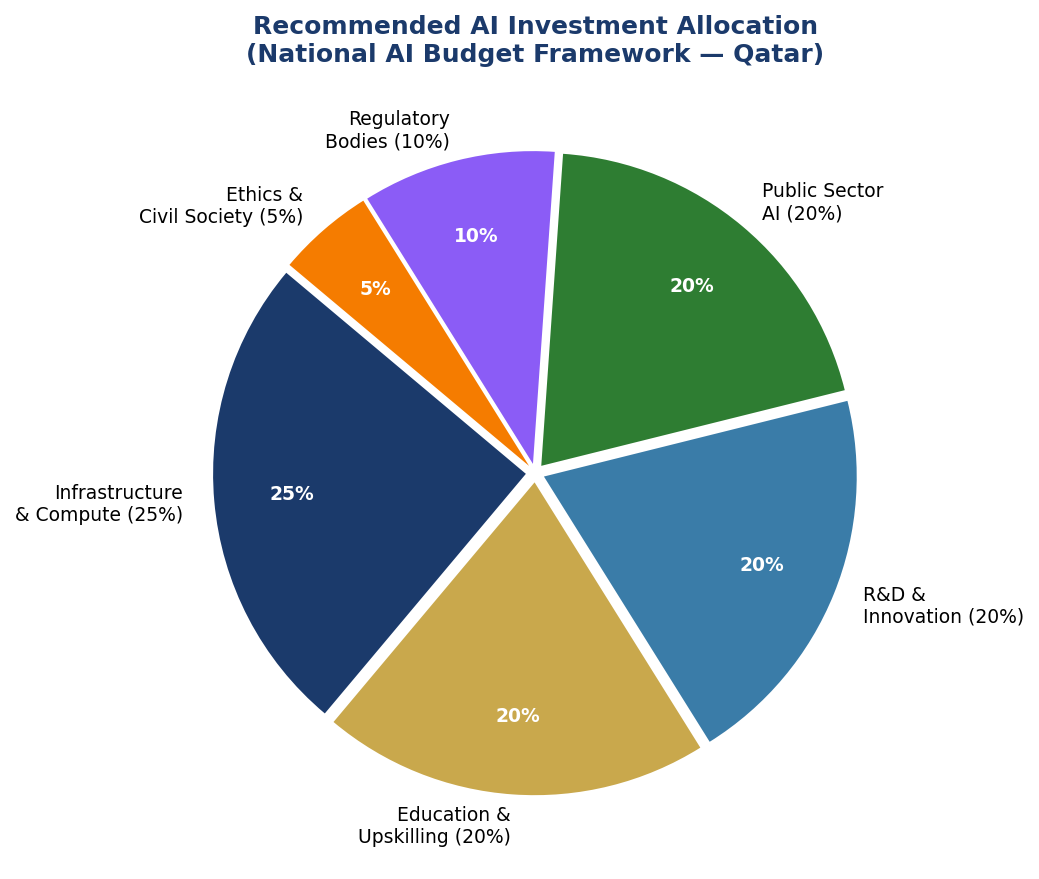 Recommended AI Investment Allocation
(National AI Budget Framework — Qatar)
Regulatory
Bodies (10%)
Ethics &
Civil Society (5%)
Public Sector
AI (20%)
10%
20%
5%
Infrastructure
& Compute (25%)
25%
20%
R&D &
Innovation (20%)
20%
Education &
Upskilling (20%)